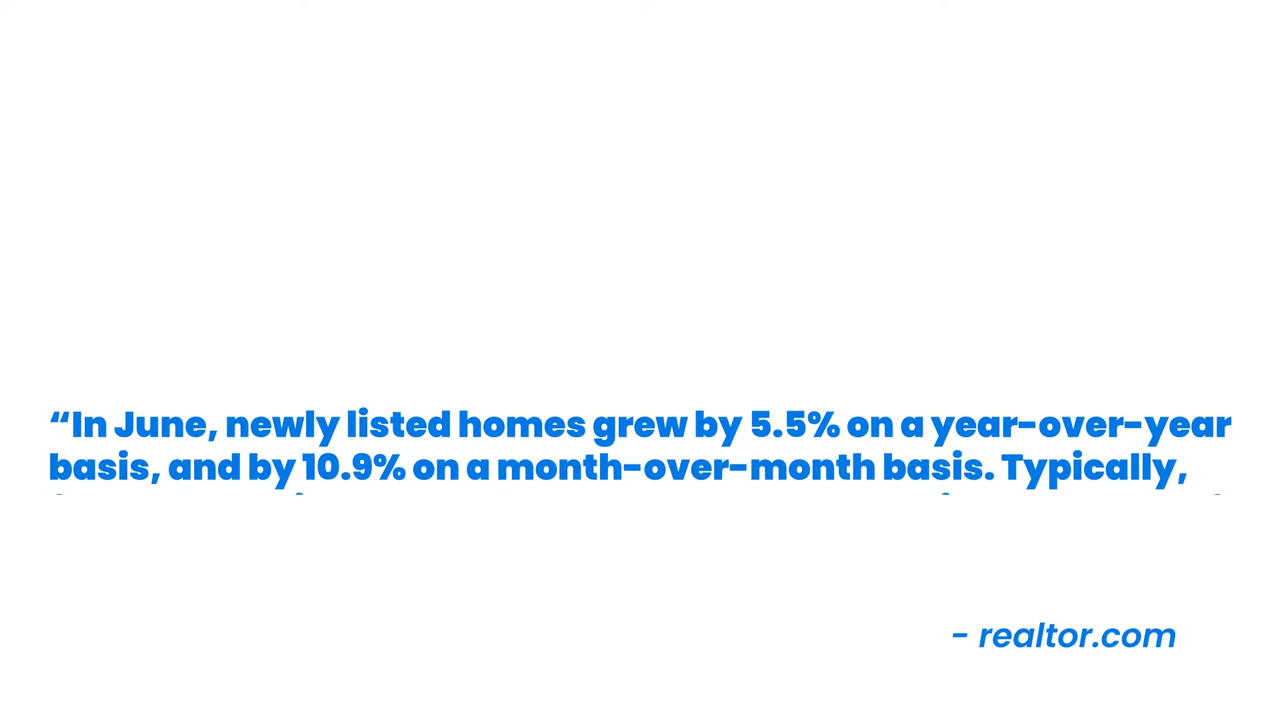 “In June, newly listed homes grew by 5.5% on a year-over-year
basis, and by 10.9% on a month-over-month basis. Typically,
- realtor.com